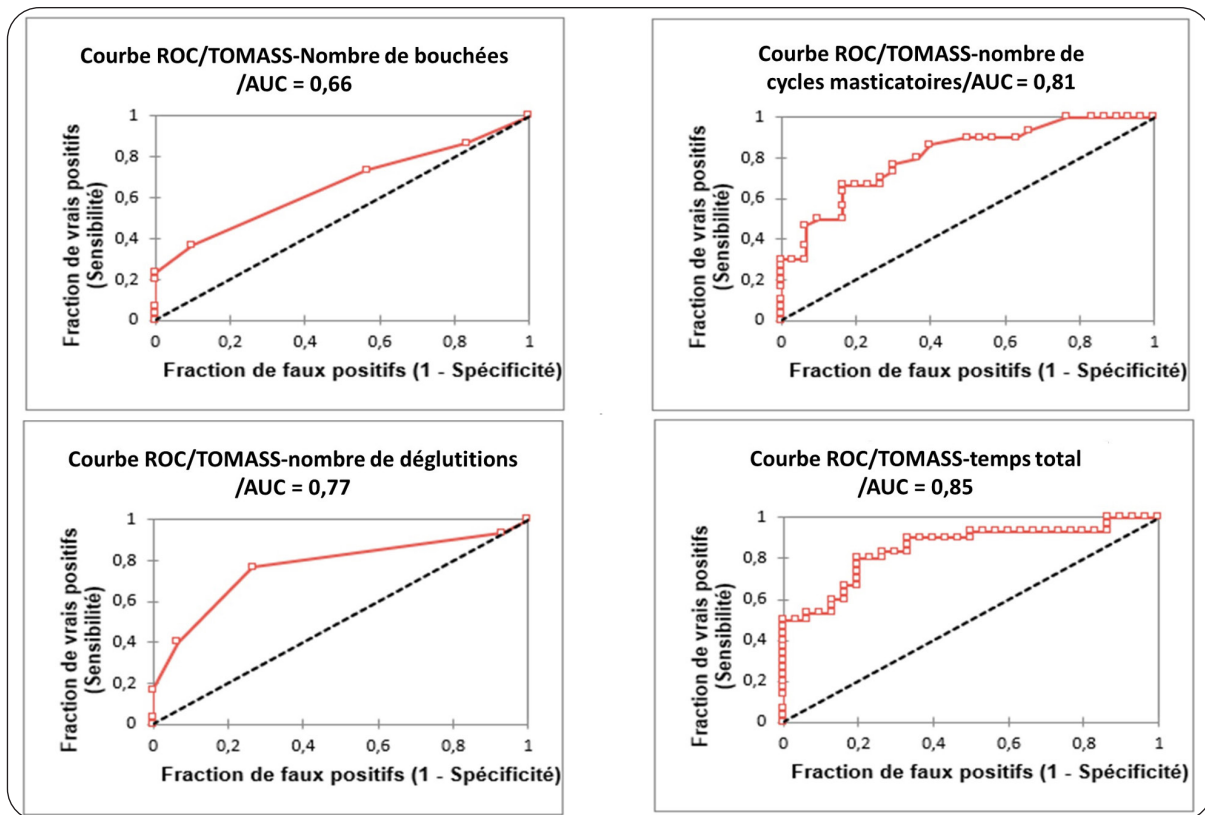 Courbe ROC/TOMASS-Nombre de bouchées
/AUC = 0,66
Fraction de vrais positifs
(Sensibilité)
1
0,8
0,6
0,4
0,2
0
0 0,2 0,4 0,6 0,8 1
Fraction de faux positifs (1 - Spécificité)
Courbe ROC/TOMASS-nombre de
cycles masticatoires/AUC = 0,81
Fraction de vrais positifs
(Sensibilité)
1
0,8
0,6
0,4
0,2
0
0 0,2 0,4 0,6 0,8 1
Fraction de faux positifs (1 - Spécificité)
Courbe ROC/TOMASS-nombre de déglutitions
/AUC = 0,77
Fraction de vrais positifs
(Sensibilité)
1
0,8
0,6
0,4
0,2
0
0 0,2 0,4 0,6 0,8 1
Fraction de faux positifs (1 - Spécificité)
Courbe ROC/TOMASS-temps total
/AUC = 0,85
Fraction de vrais positifs
(Sensibilité)
1
0,8
0,6
0,4
0,2
0
0 0,2 0,4 0,6 0,8 1
Fraction de faux positifs (1 - Spécificité)